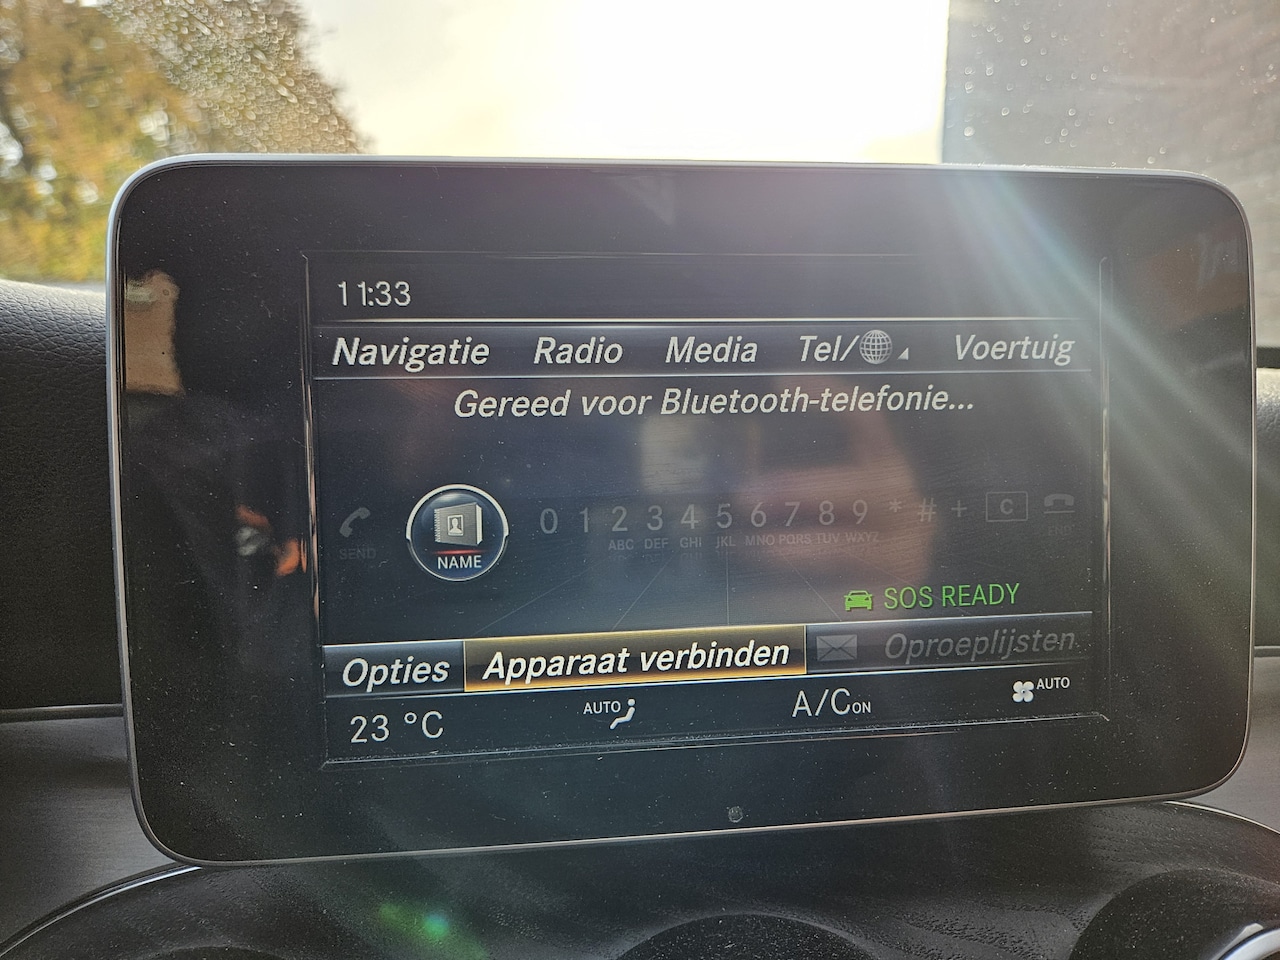 11:33
Navigatie Radio Media Tel/ Voertuig
Gereed voor Bluetooth-telefonie...
SEND NAME 0 1 2 3 4 5 6 7 8 9 * # + C
ABC DEF GHI JKL MNO PQRS TUV WXYZ
SOS READY
Opties Apparaat verbinden Oproeplijsten
23 °C AUTO A/C ON AUTO